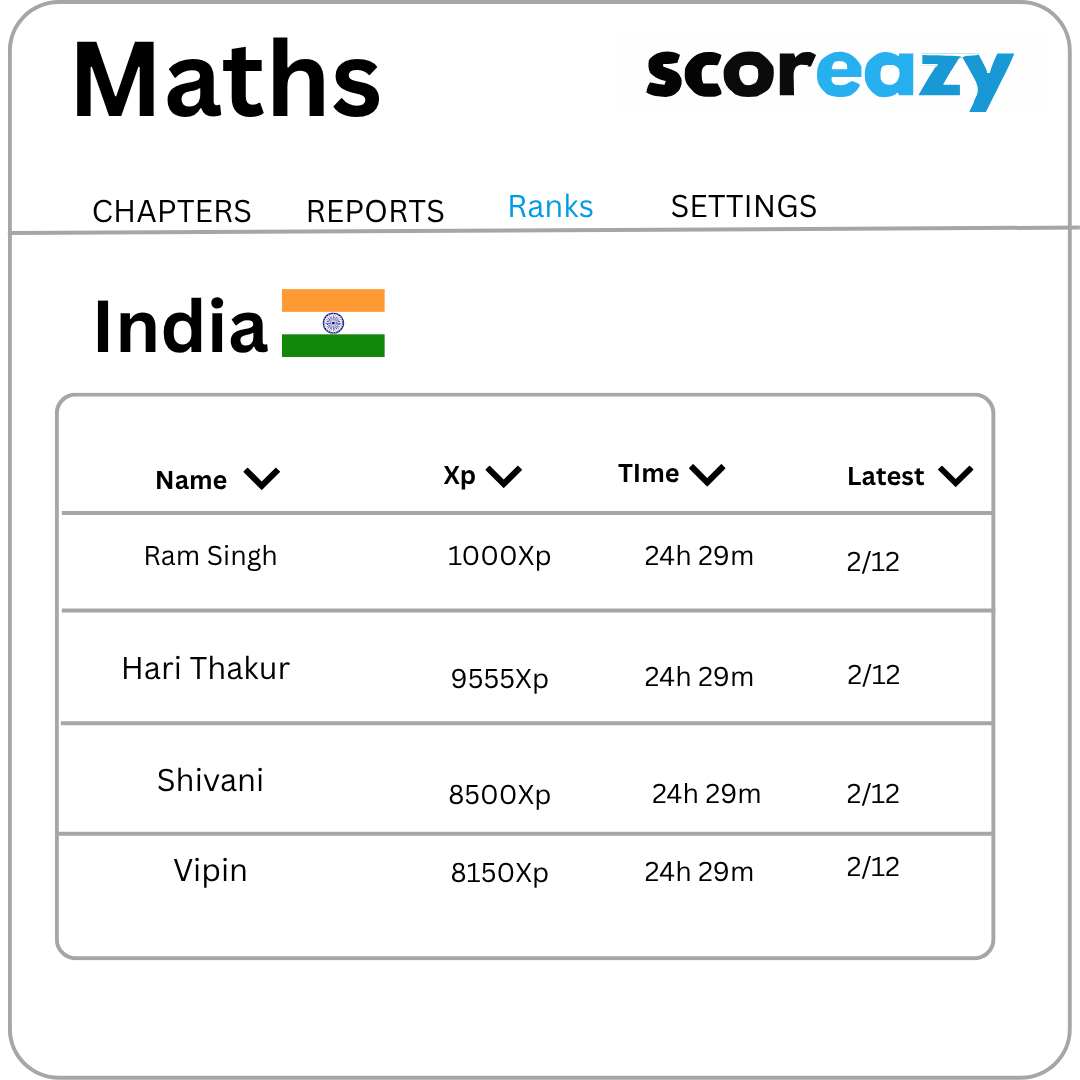 Maths scoreazy
CHAPTERS REPORTS Ranks SETTINGS
India
Name Xp TIme Latest
Ram Singh 1000Xp 24h 29m 2/12
Hari Thakur 9555Xp 24h 29m 2/12
Shivani 8500Xp 24h 29m 2/12
Vipin 8150Xp 24h 29m 2/12